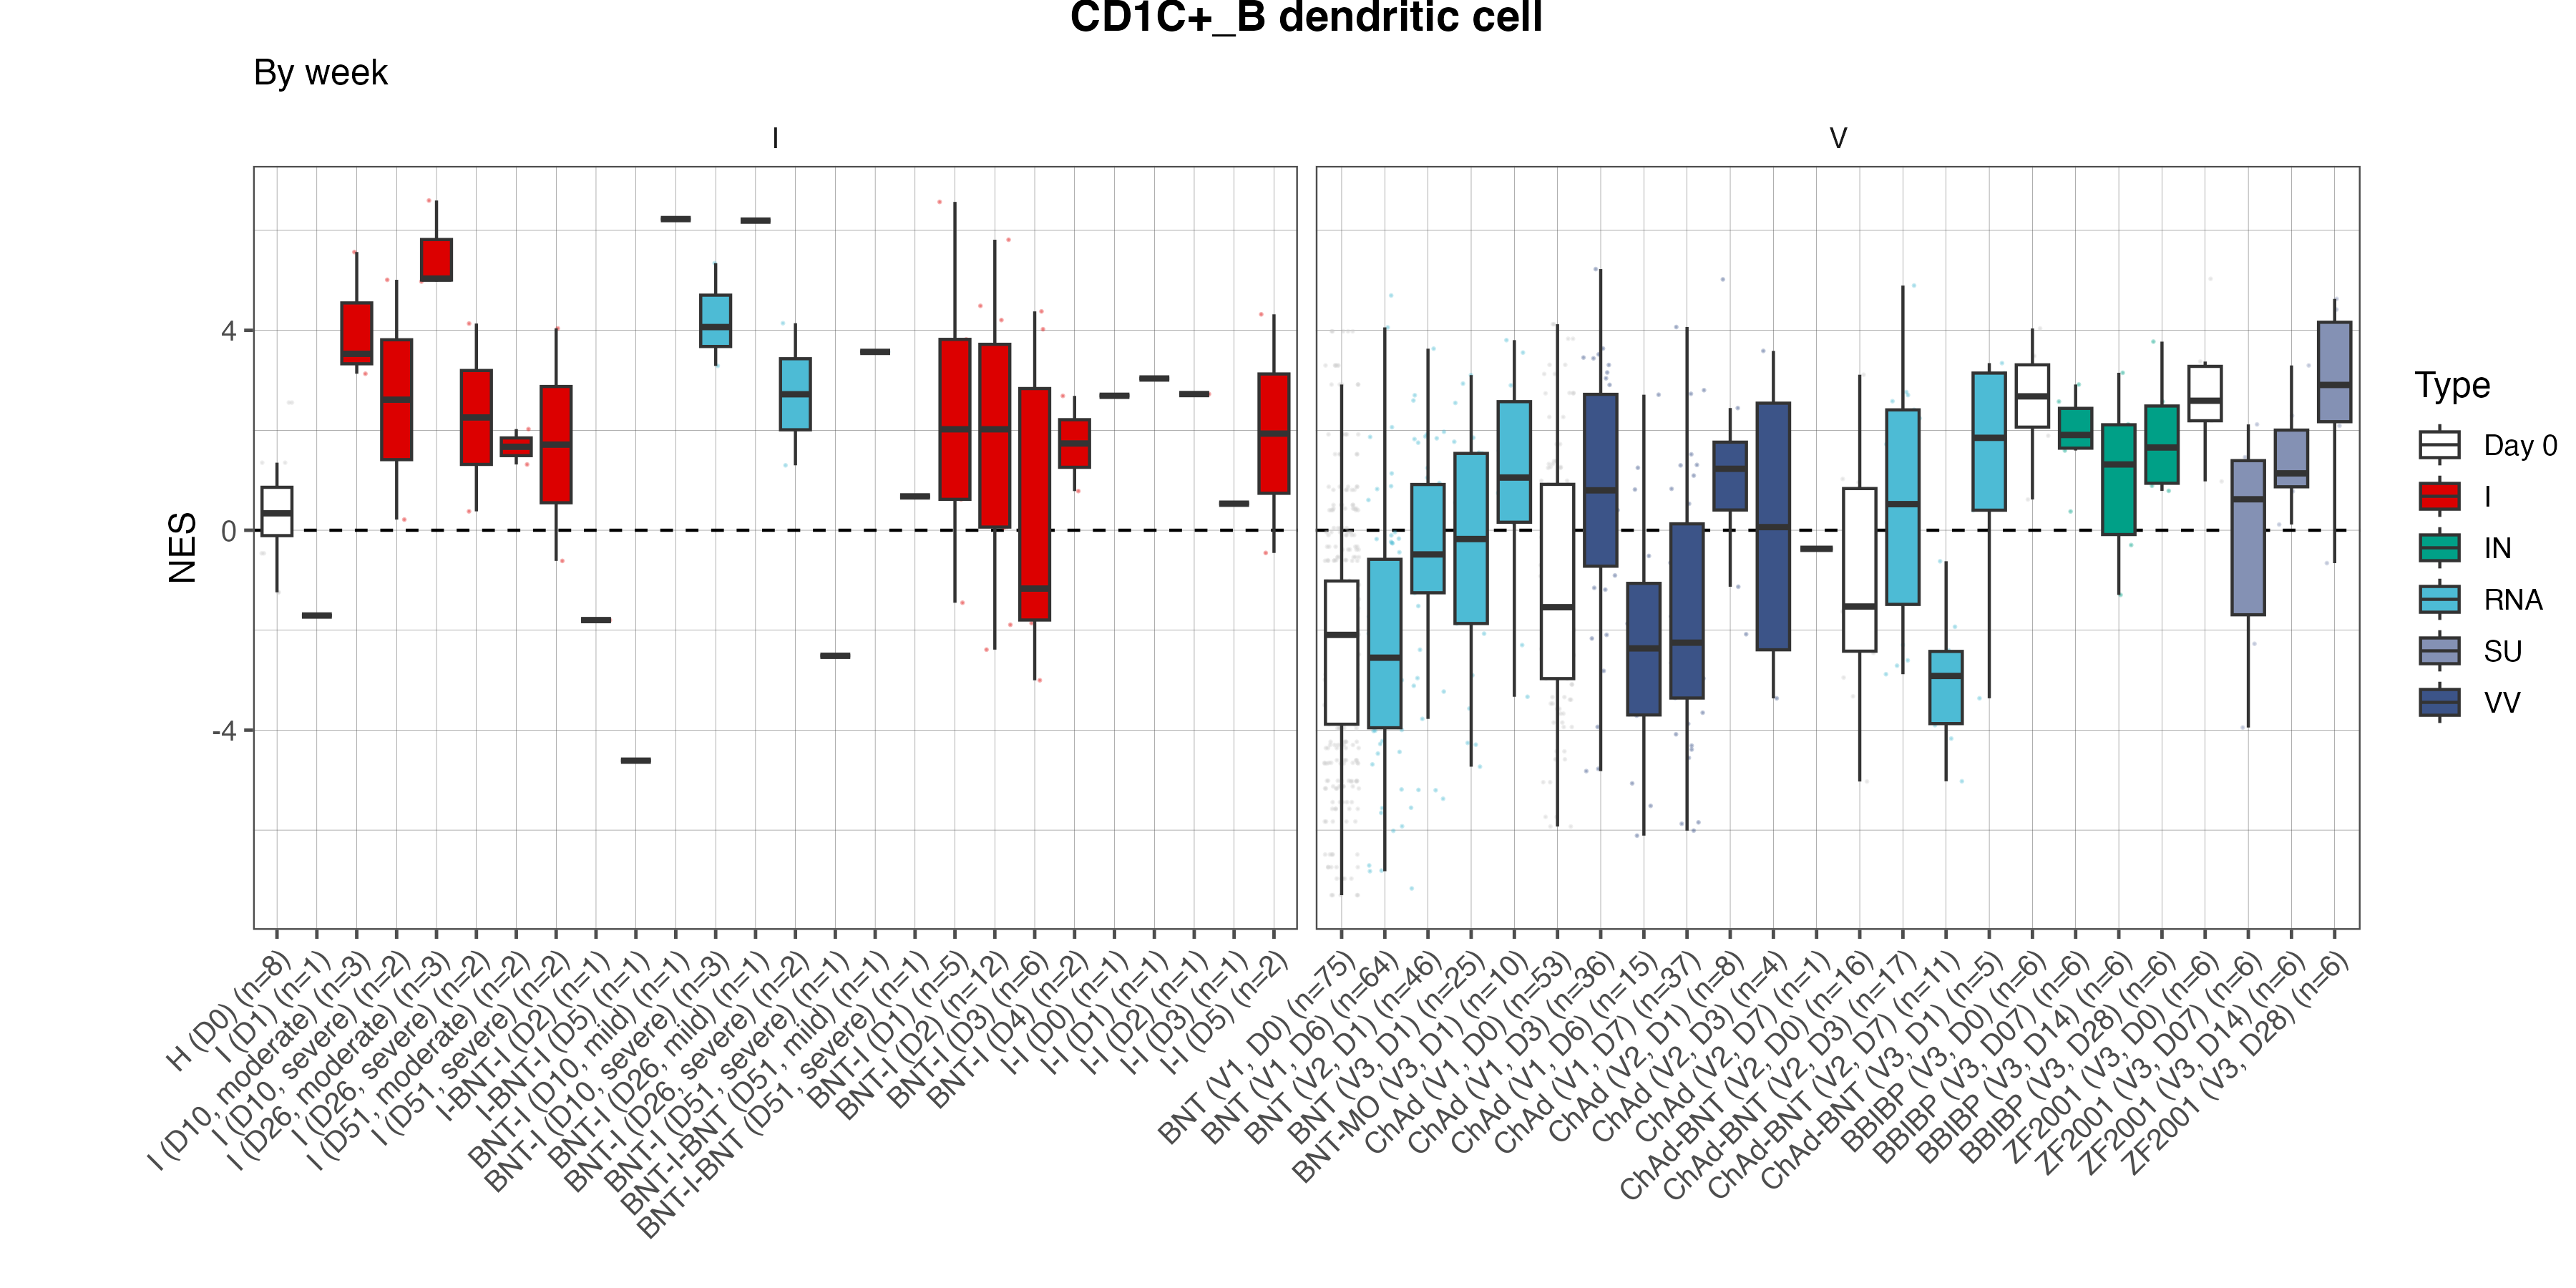 CD1C+_B dendritic cell
By week
I
V
NES
4
0
-4
H (D0) (n=8)
I (D1) (n=1)
I (D10, moderate) (n=3)
I (D10, severe) (n=2)
I (D26, moderate) (n=3)
I (D26, severe) (n=2)
I (D51, moderate) (n=2)
I (D51, severe) (n=2)
I-BNT-I (D2) (n=1)
I-BNT-I (D5) (n=1)
BNT-I (D10, mild) (n=1)
BNT-I (D10, severe) (n=3)
BNT-I (D26, mild) (n=1)
BNT-I (D26, severe) (n=2)
BNT-I (D51, severe) (n=1)
BNT-I-BNT (D51, mild) (n=1)
BNT-I-BNT (D51, severe) (n=1)
BNT-I (D1) (n=5)
BNT-I (D2) (n=12)
BNT-I (D3) (n=6)
BNT-I (D4) (n=2)
I-I (D0) (n=1)
I-I (D1) (n=1)
I-I (D2) (n=1)
I-I (D3) (n=1)
I-I (D5) (n=2)
BNT (V1, D0) (n=75)
BNT (V1, D6) (n=64)
BNT (V2, D1) (n=46)
BNT (V3, D1) (n=25)
BNT-MO (V3, D1) (n=10)
ChAd (V1, D0) (n=53)
ChAd (V1, D3) (n=36)
ChAd (V1, D6) (n=15)
ChAd (V1, D7) (n=37)
ChAd (V2, D1) (n=8)
ChAd (V2, D3) (n=4)
ChAd (V2, D7) (n=1)
ChAd-BNT (V2, D0) (n=16)
ChAd-BNT (V2, D3) (n=17)
ChAd-BNT (V2, D7) (n=11)
ChAd-BNT (V3, D1) (n=5)
BBIBP (V3, D0) (n=6)
BBIBP (V3, D07) (n=6)
BBIBP (V3, D14) (n=6)
BBIBP (V3, D28) (n=6)
ZF2001 (V3, D0) (n=6)
ZF2001 (V3, D07) (n=6)
ZF2001 (V3, D14) (n=6)
ZF2001 (V3, D28) (n=6)
Type
Day 0
I
IN
RNA
SU
VV